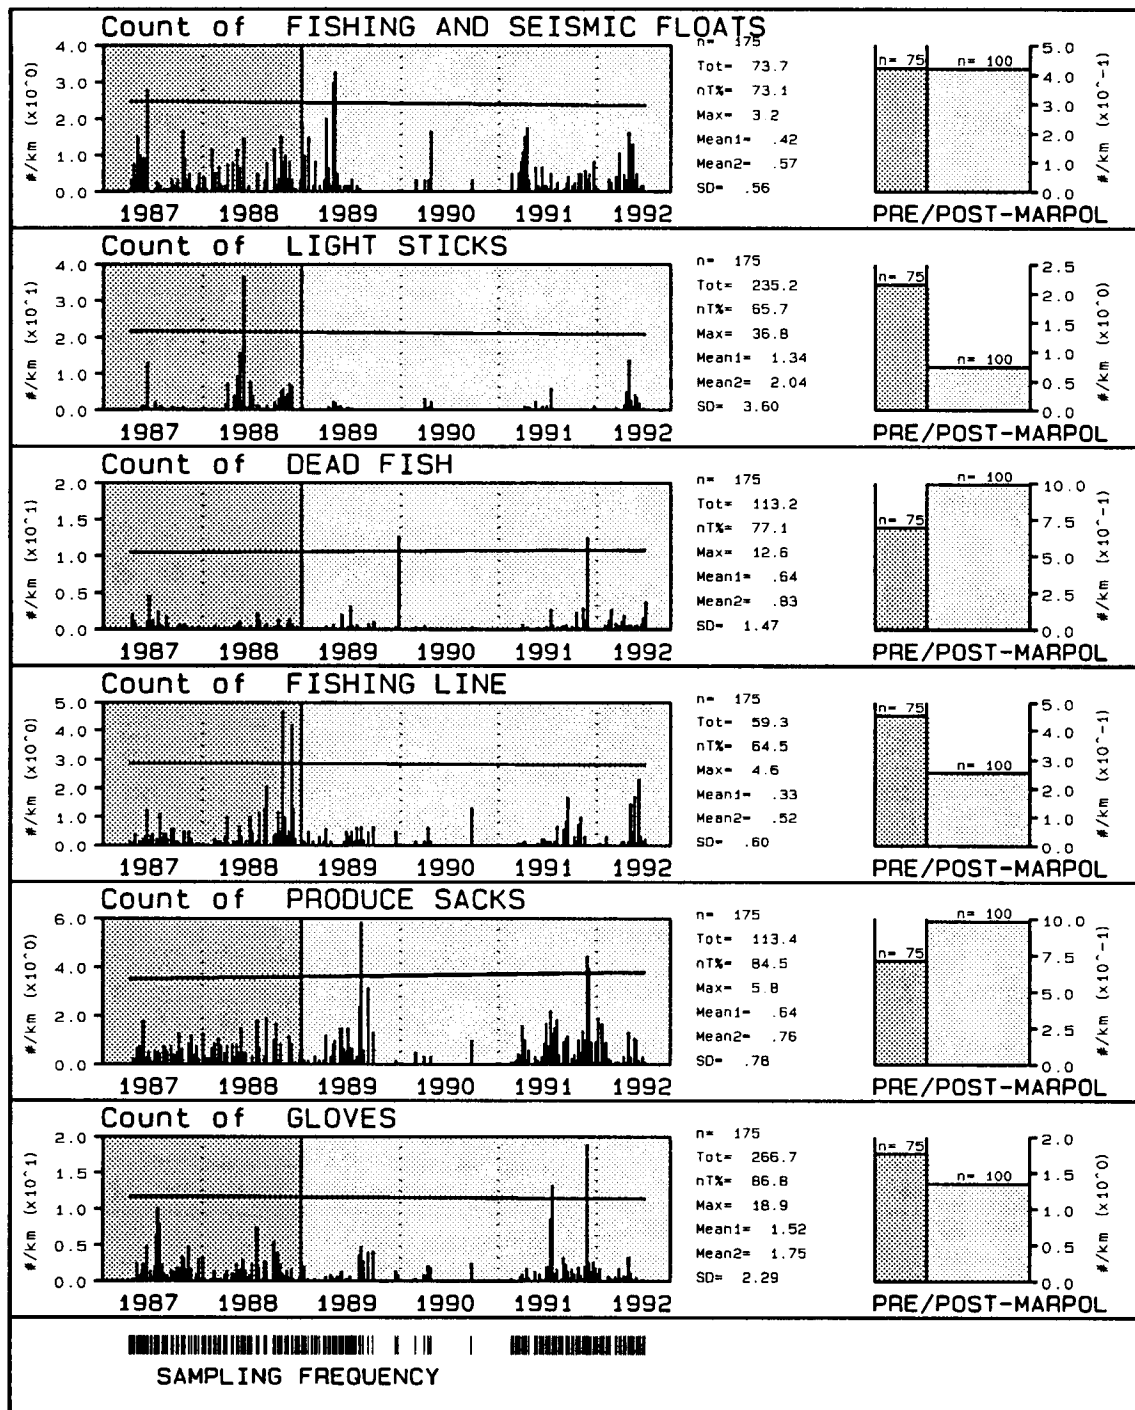 Count of FISHING AND SEISMIC FLOATS
#/km (x10^0)
4.0
3.0
2.0
1.0
0.0
1987 1988 1989 1990 1991 1992
n= 175
Tot= 73.7
nT%= 73.1
Max= 3.2
Mean1= .42
Mean2= .57
SD= .56
n= 75
n= 100
5.0
4.0
3.0
2.0
1.0
0.0
#/km (x10^-1)
PRE/POST-MARPOL
Count of LIGHT STICKS
#/km (x10^1)
4.0
3.0
2.0
1.0
0.0
1987 1988 1989 1990 1991 1992
n= 175
Tot= 235.2
nT%= 65.7
Max= 36.8
Mean1= 1.34
Mean2= 2.04
SD= 3.60
n= 75
n= 100
2.5
2.0
1.5
1.0
0.5
0.0
#/km (x10^0)
PRE/POST-MARPOL
Count of DEAD FISH
#/km (x10^1)
2.0
1.5
1.0
0.5
0.0
1987 1988 1989 1990 1991 1992
n= 175
Tot= 113.2
nT%= 77.1
Max= 12.6
Mean1= .64
Mean2= .83
SD= 1.47
n= 75
n= 100
10.0
7.5
5.0
2.5
0.0
#/km (x10^-1)
PRE/POST-MARPOL
Count of FISHING LINE
#/km (x10^0)
5.0
4.0
3.0
2.0
1.0
0.0
1987 1988 1989 1990 1991 1992
n= 175
Tot= 59.3
nT%= 64.5
Max= 4.6
Mean1= .33
Mean2= .52
SD= .60
n= 75
n= 100
5.0
4.0
3.0
2.0
1.0
0.0
#/km (x10^-1)
PRE/POST-MARPOL
Count of PRODUCE SACKS
#/km (x10^0)
6.0
4.0
2.0
0.0
1987 1988 1989 1990 1991 1992
n= 175
Tot= 113.4
nT%= 84.5
Max= 5.8
Mean1= .64
Mean2= .76
SD= .78
n= 75
n= 100
10.0
7.5
5.0
2.5
0.0
#/km (x10^-1)
PRE/POST-MARPOL
Count of GLOVES
#/km (x10^1)
2.0
1.5
1.0
0.5
0.0
1987 1988 1989 1990 1991 1992
n= 175
Tot= 266.7
nT%= 86.8
Max= 18.9
Mean1= 1.52
Mean2= 1.75
SD= 2.29
n= 75
n= 100
2.0
1.5
1.0
0.5
0.0
#/km (x10^0)
PRE/POST-MARPOL
SAMPLING FREQUENCY